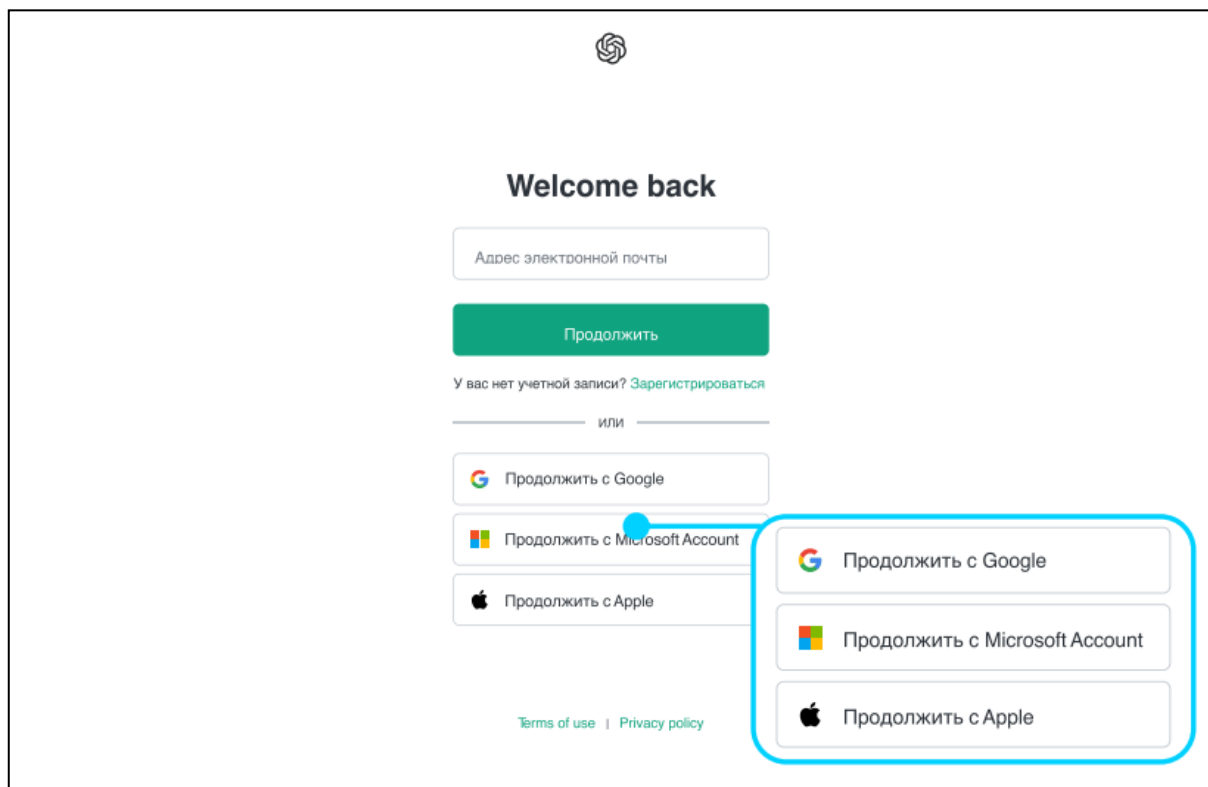 Welcome back
Адрес электронной почты
Продолжить
У вас нет учетной записи? Зарегистрироваться
или
Продолжить с Google
Продолжить с Microsoft Account
Продолжить с Apple
Продолжить с Google
Продолжить с Microsoft Account
Продолжить с Apple
Terms of use | Privacy policy